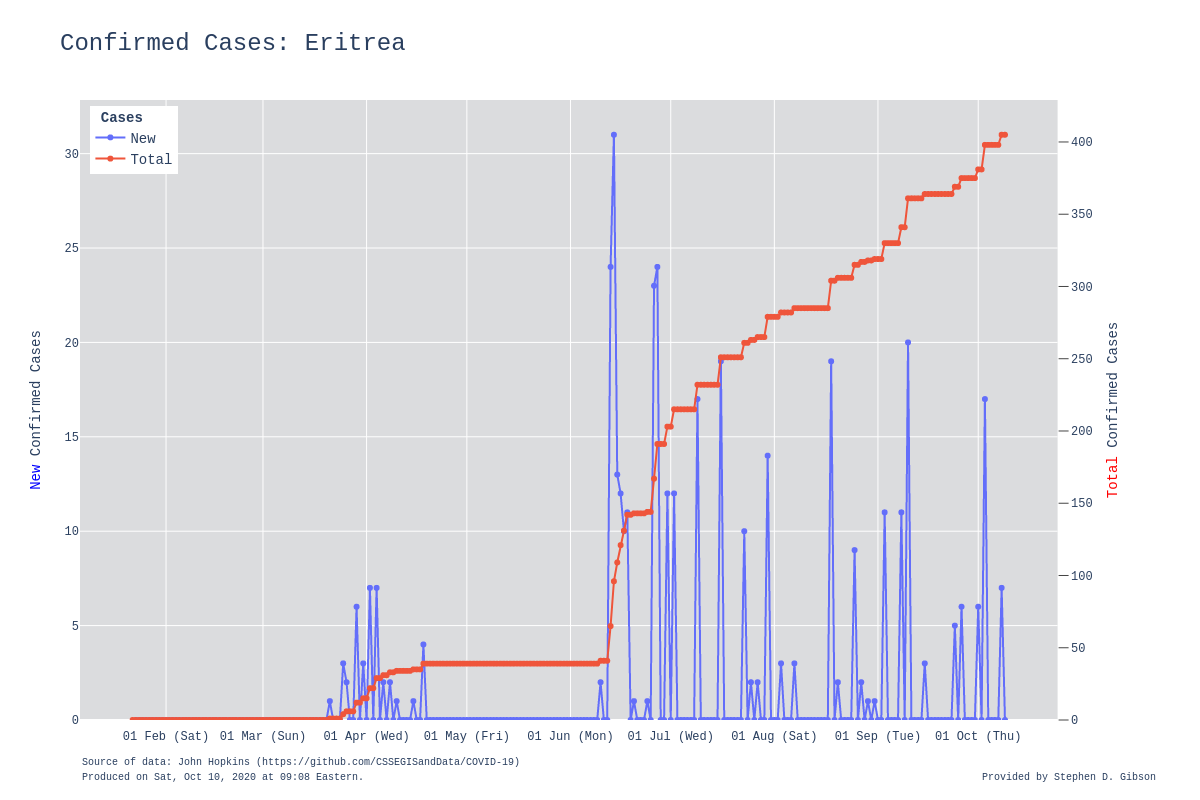 Confirmed Cases: Eritrea
Cases
New
Total
30
25
20
15
10
5
0
400
350
300
250
200
150
100
50
0
New Confirmed Cases
Total Confirmed Cases
01 Feb (Sat) 01 Mar (Sun) 01 Apr (Wed) 01 May (Fri) 01 Jun (Mon) 01 Jul (Wed) 01 Aug (Sat) 01 Sep (Tue) 01 Oct (Thu)
Source of data: John Hopkins (https://github.com/CSSEGISandData/COVID-19)
Produced on Sat, Oct 10, 2020 at 09:08 Eastern.
Provided by Stephen D. Gibson